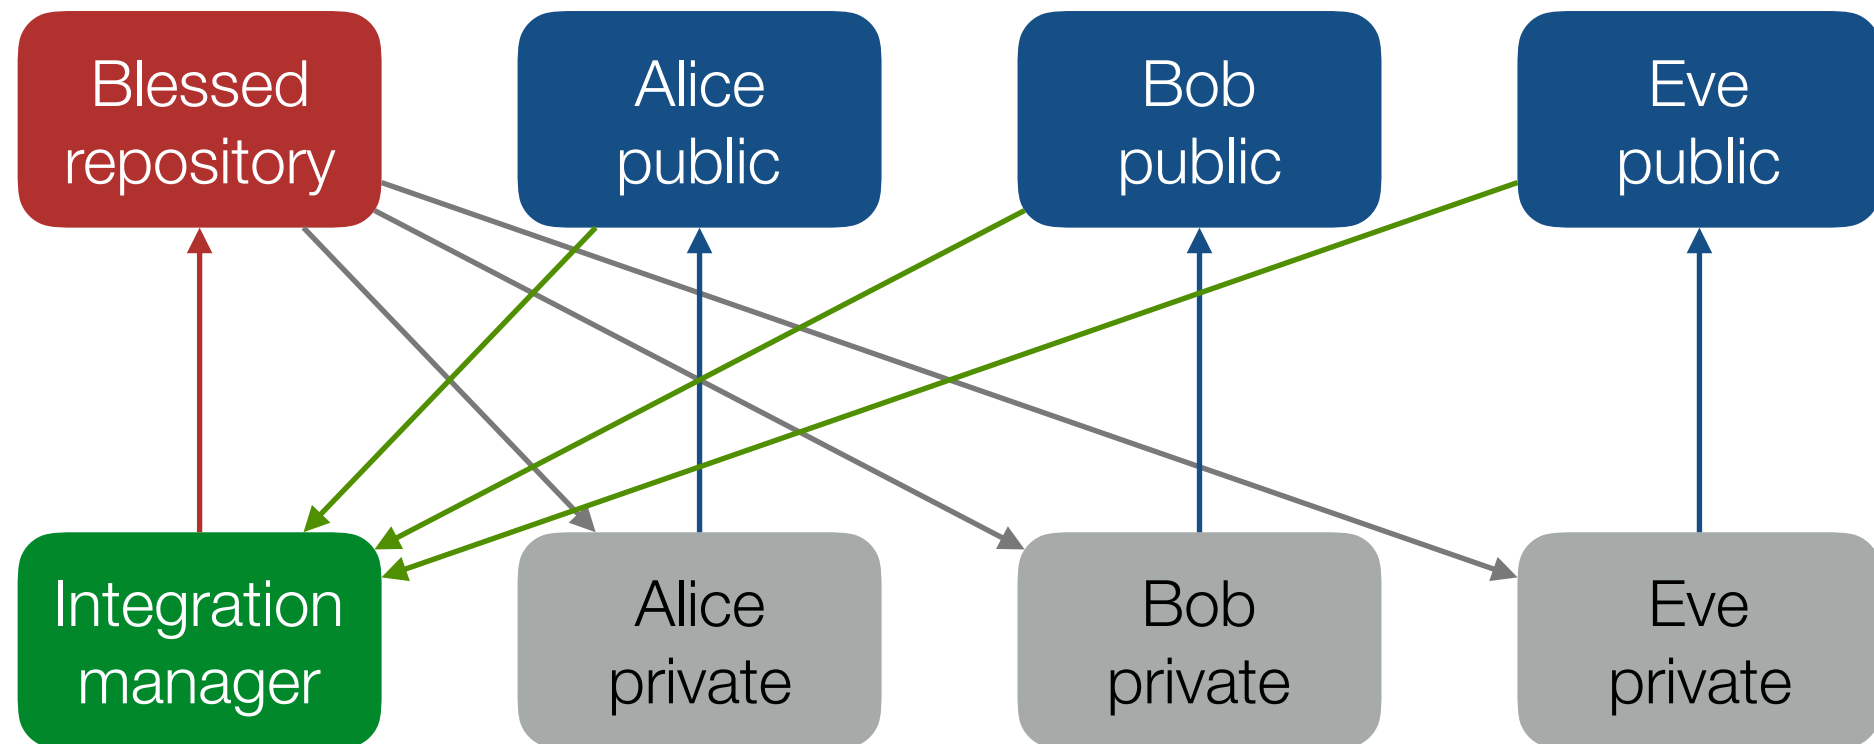 Blessed
repository
Alice
public
Bob
public
Eve
public
Integration
manager
Alice
private
Bob
private
Eve
private